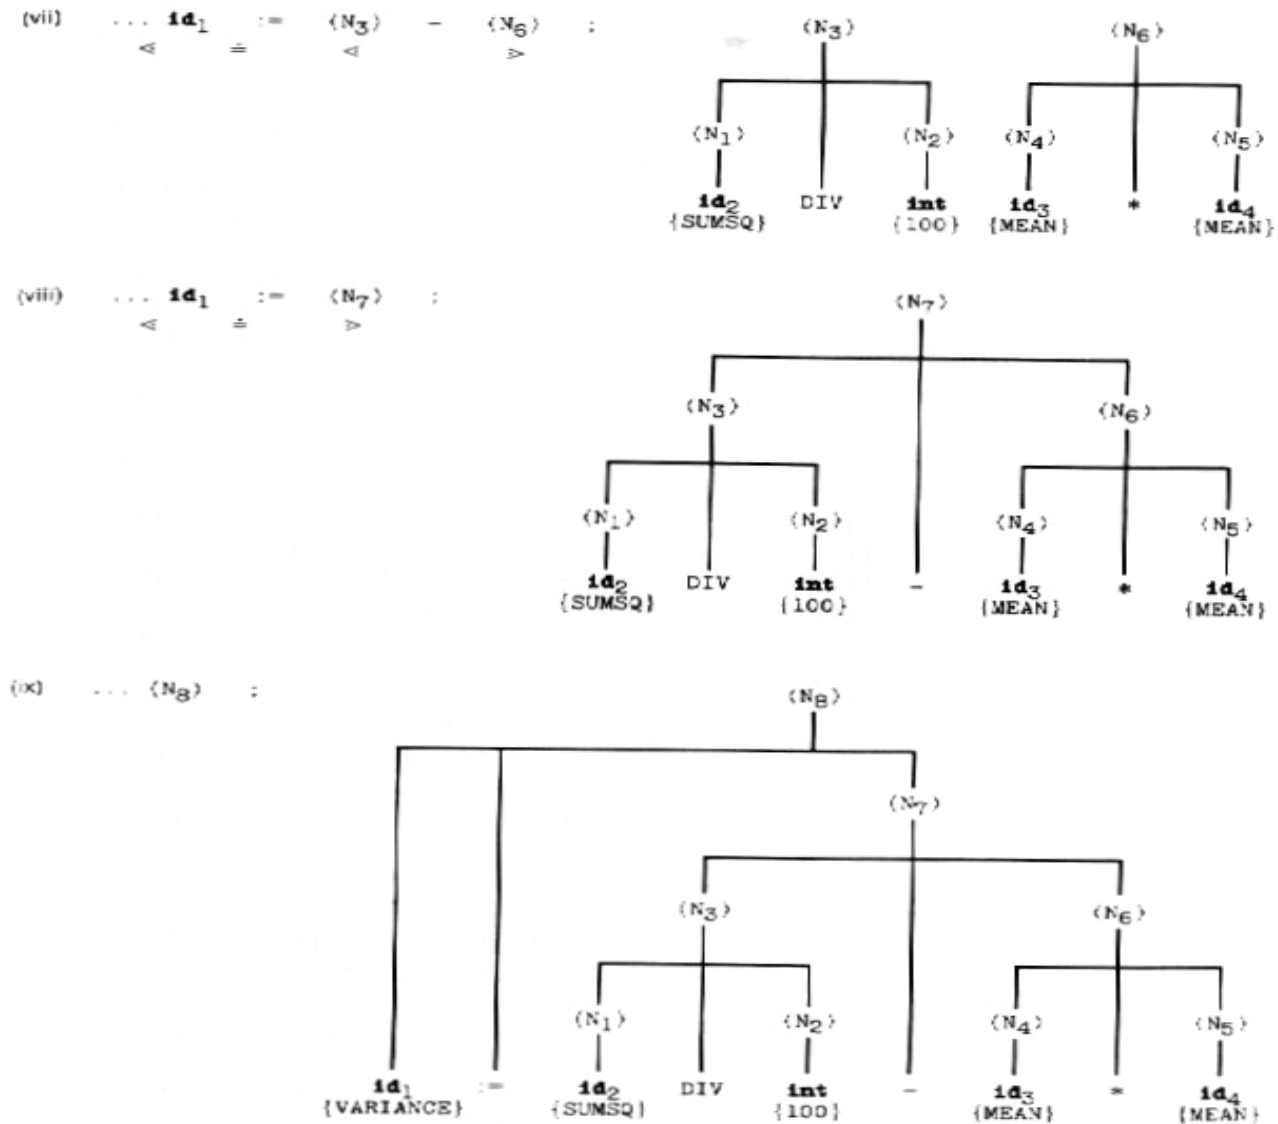 (vii) ... id₁ := ⟨N₃⟩ - ⟨N₆⟩ ;
⋖ ≐ ⋖ ⋗
⟨N₃⟩ ⟨N₆⟩
⟨N₁⟩ ⟨N₂⟩ ⟨N₄⟩ ⟨N₅⟩
id₂ DIV int id₃ * id₄
{SUMSQ} {100} {MEAN} {MEAN}
(viii) ... id₁ := ⟨N₇⟩ ;
⋖ ≐ ⋗
⟨N₇⟩
⟨N₃⟩ ⟨N₆⟩
⟨N₁⟩ ⟨N₂⟩ ⟨N₄⟩ ⟨N₅⟩
id₂ DIV int - id₃ * id₄
{SUMSQ} {100} {MEAN} {MEAN}
(ix) ... ⟨N₈⟩ ;
⟨N₈⟩
⟨N₇⟩
⟨N₃⟩ ⟨N₆⟩
⟨N₁⟩ ⟨N₂⟩ ⟨N₄⟩ ⟨N₅⟩
id₁ := id₂ DIV int - id₃ * id₄
{VARIANCE} {SUMSQ} {100} {MEAN} {MEAN}